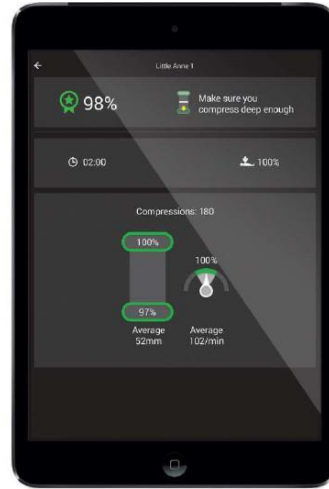 Little Anne 1
98%
Make sure you
compress deep enough
02:00
100%
Compressions: 180
100%
100%
97%
Average
52mm
Average
102/min